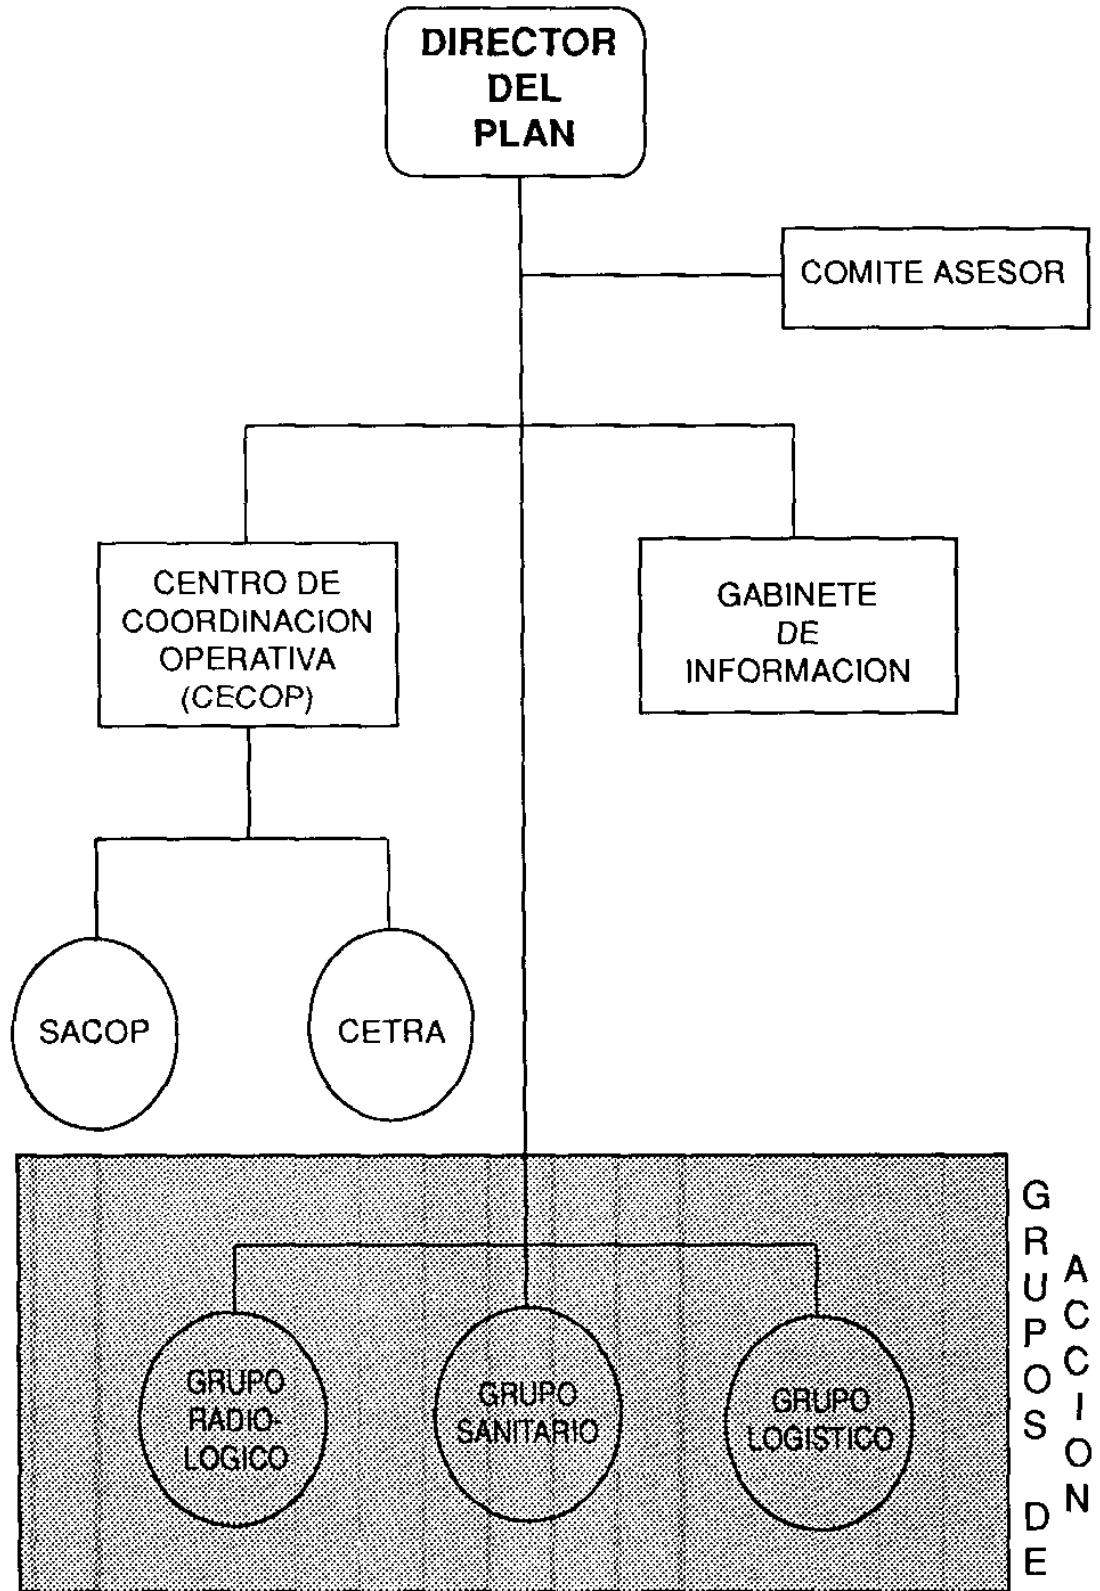 DIRECTOR
DEL
PLAN
COMITE ASESOR
CENTRO DE
COORDINACION
OPERATIVA
(CECOP)
GABINETE
DE
INFORMACION
SACOP
CETRA
GRUPO
RADIO-
LOGICO
GRUPO
SANITARIO
GRUPO
LOGISTICO
GRUPOS DE
ACCION